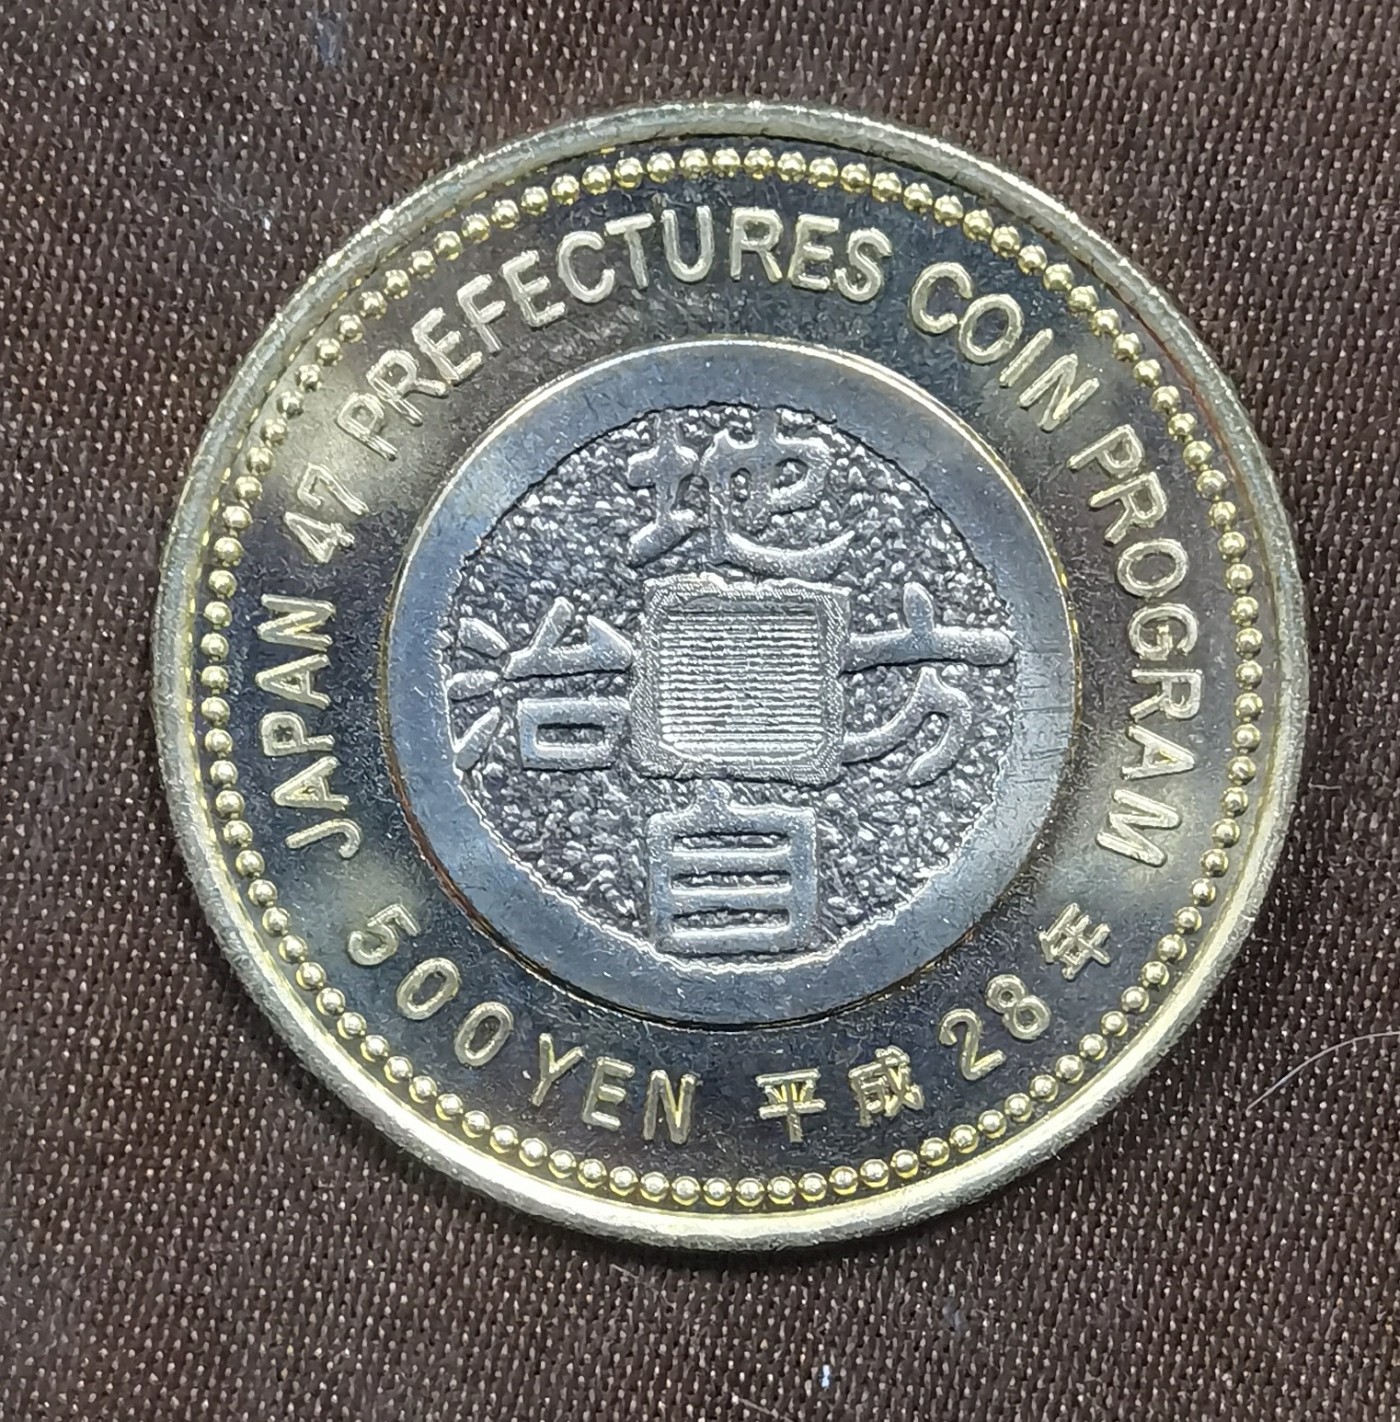 JAPAN 47 PREFECTURES COIN PROGRAM
地方自治
500 YEN 平成 28 年